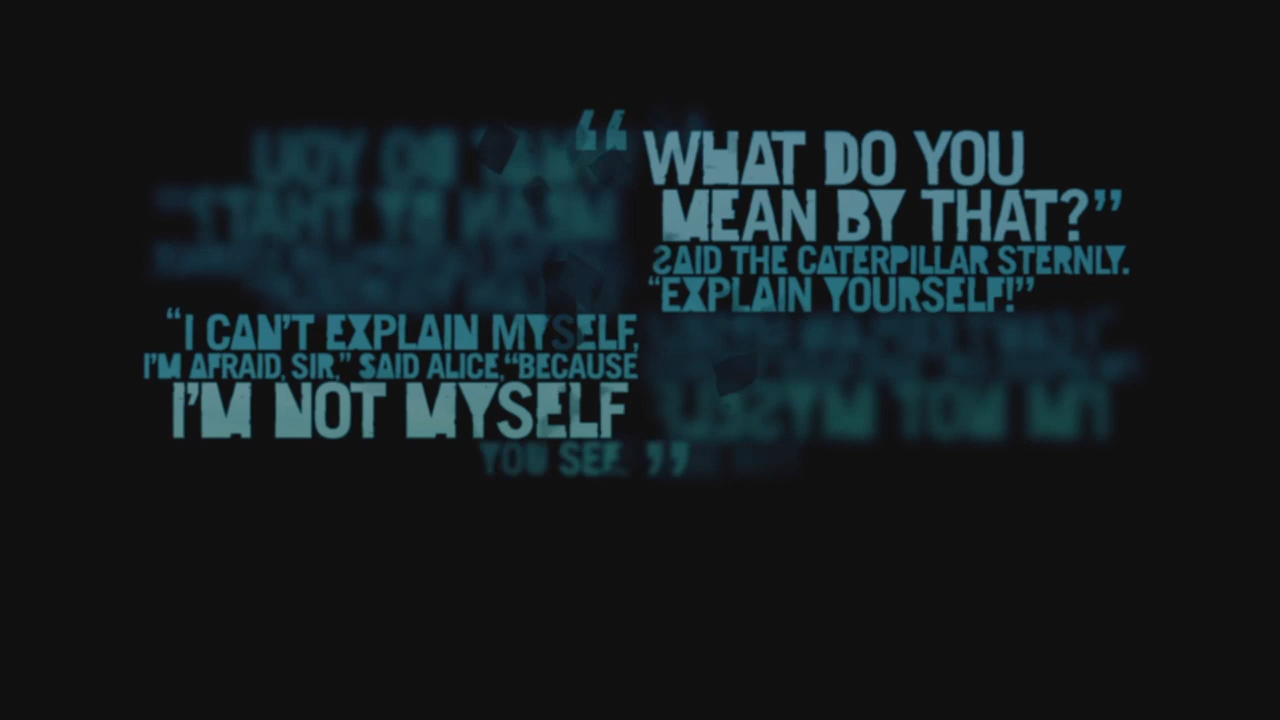 “WHAT DO YOU
MEAN BY THAT?”
SAID THE CATERPILLAR STERNLY.
“EXPLAIN YOURSELF!”
“I CAN’T EXPLAIN MYSELF,
I’M AFRAID, SIR,” SAID ALICE, “BECAUSE
I’M NOT MYSELF
YOU SEE.”